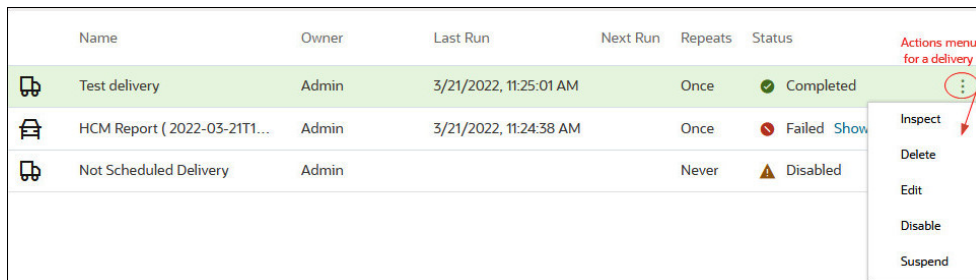 Name Owner Last Run Next Run Repeats Status
Actions menu
for a delivery
Test delivery Admin 3/21/2022, 11:25:01 AM Once Completed
HCM Report ( 2022-03-21T1... Admin 3/21/2022, 11:24:38 AM Once Failed Show
Not Scheduled Delivery Admin Never Disabled
Inspect
Delete
Edit
Disable
Suspend